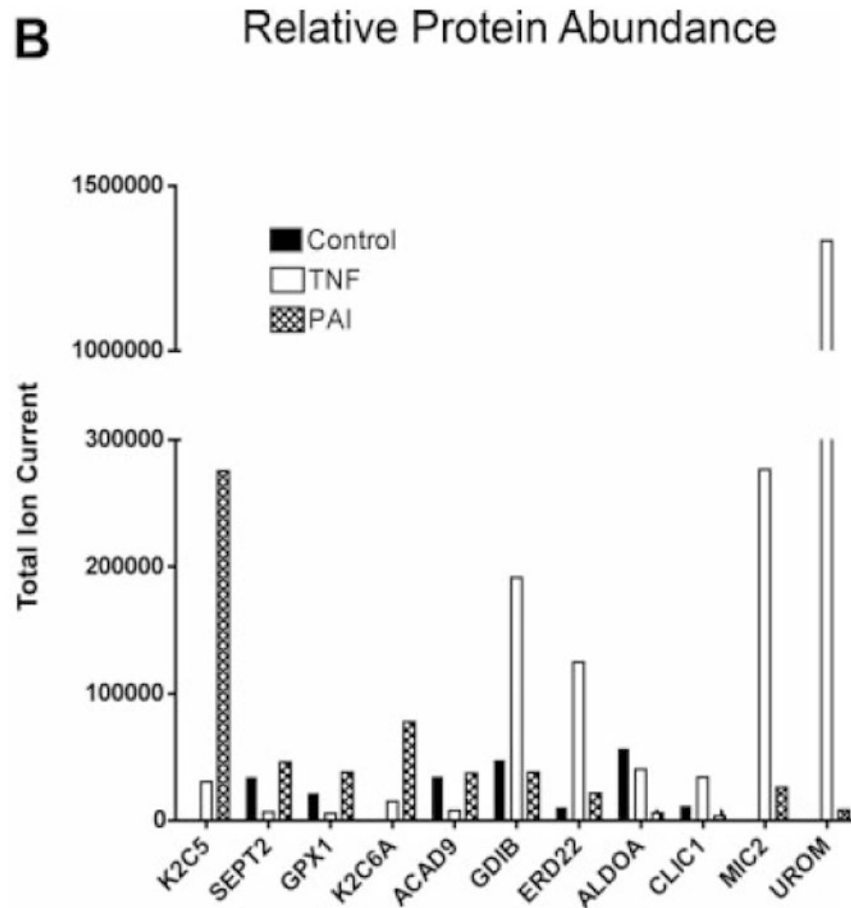 B
Relative Protein Abundance
1500000
1000000
300000
200000
100000
0
Total Ion Current
Control
TNF
PAI
K2C5
SEPT2
GPX1
K2C6A
ACAD9
GDIB
ERD22
ALDOA
CLIC1
MIC2
UROM